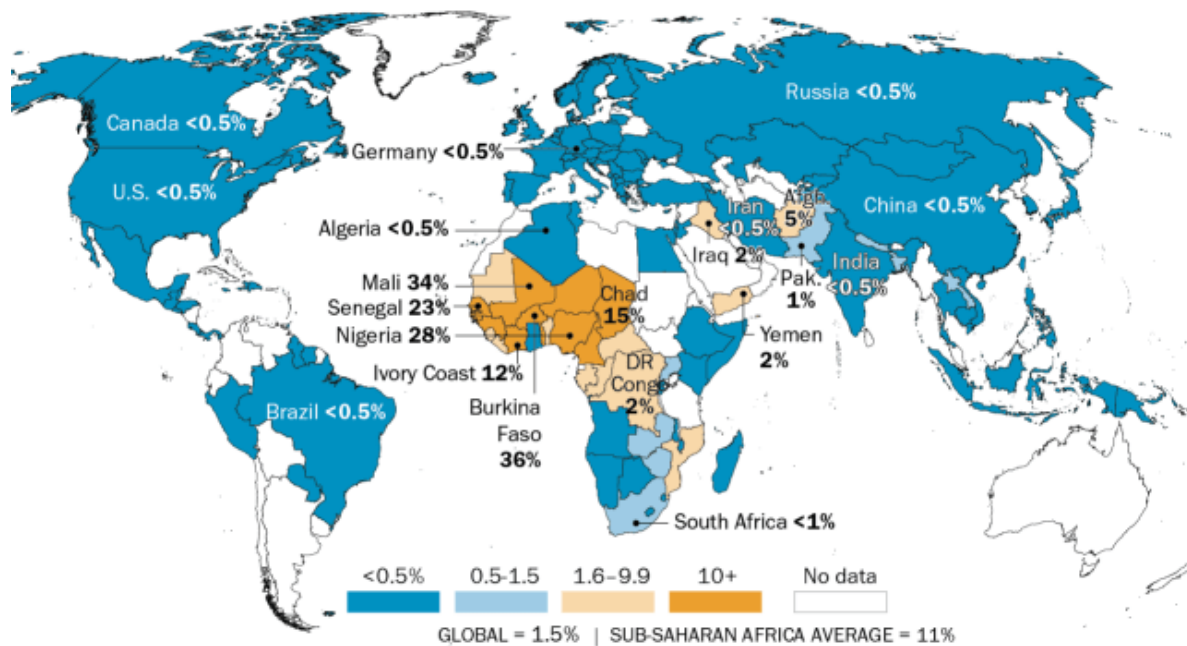 Russia <0.5%
Canada <0.5%
Germany <0.5%
U.S. <0.5%
China <0.5%
Iran
<0.5%
Afgh.
5%
Algeria <0.5%
Iraq 2%
India
<0.5%
Pak.
1%
Mali 34%
Chad
15%
Senegal 23%
Nigeria 28%
Yemen
2%
Ivory Coast 12%
DR
Congo
2%
Brazil <0.5%
Burkina
Faso
36%
South Africa <1%
<0.5% 0.5-1.5 1.6–9.9 10+ No data
GLOBAL = 1.5% | SUB-SAHARAN AFRICA AVERAGE = 11%